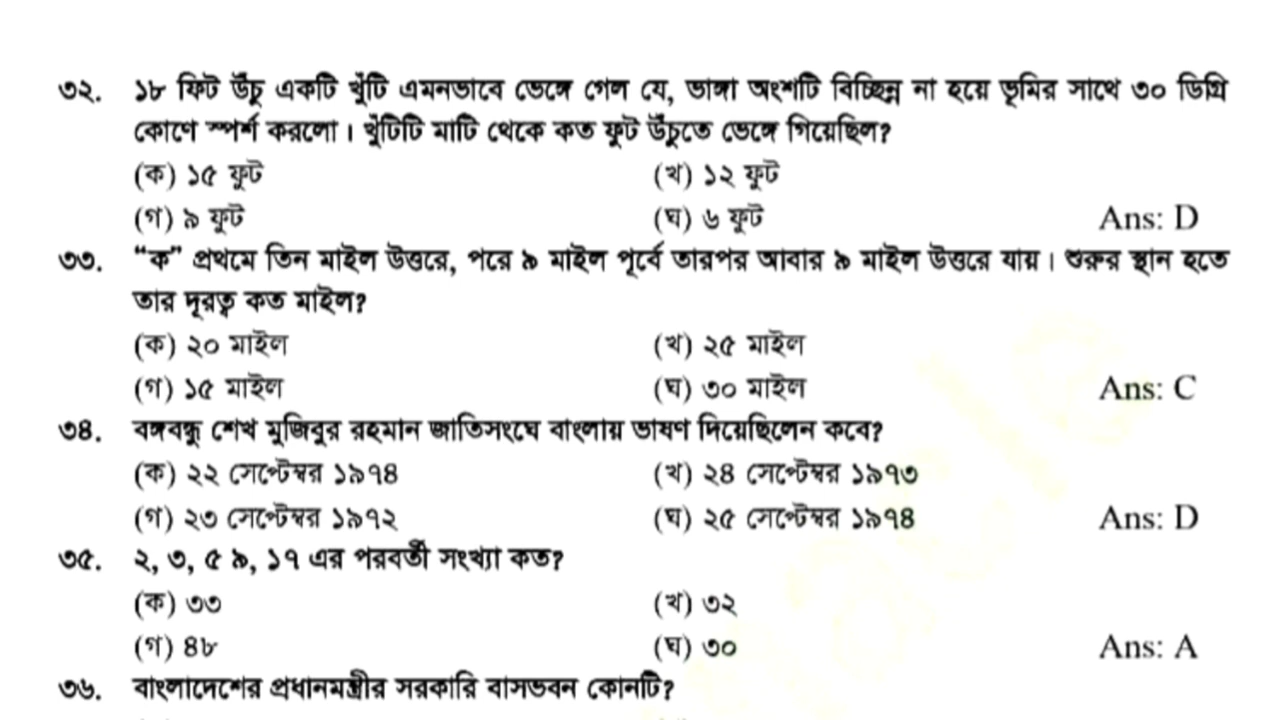 ৩২. ১৮ ফিট উঁচু একটি খুঁটি এমনভাবে ভেঙ্গে গেল যে, ভাঙ্গা অংশটি বিচ্ছিন্ন না হয়ে ভূমির সাথে ৩০ ডিগ্রি
কোণে স্পর্শ করলো। খুঁটিটি মাটি থেকে কত ফুট উঁচুতে ভেঙ্গে গিয়েছিল?
(ক) ১৫ ফুট (খ) ১২ ফুট
(গ) ৯ ফুট (ঘ) ৬ ফুট Ans: D
৩৩. “ক” প্রথমে তিন মাইল উত্তরে, পরে ৯ মাইল পূর্বে তারপর আবার ৯ মাইল উত্তরে যায়। শুরুর স্থান হতে
তার দূরত্ব কত মাইল?
(ক) ২০ মাইল (খ) ২৫ মাইল
(গ) ১৫ মাইল (ঘ) ৩০ মাইল Ans: C
৩৪. বঙ্গবন্ধু শেখ মুজিবুর রহমান জাতিসংঘে বাংলায় ভাষণ দিয়েছিলেন কবে?
(ক) ২২ সেপ্টেম্বর ১৯৭৪ (খ) ২৪ সেপ্টেম্বর ১৯৭৩
(গ) ২৩ সেপ্টেম্বর ১৯৭২ (ঘ) ২৫ সেপ্টেম্বর ১৯৭৪ Ans: D
৩৫. ২, ৩, ৫ ৯, ১৭ এর পরবর্তী সংখ্যা কত?
(ক) ৩৩ (খ) ৩২
(গ) ৪৮ (ঘ) ৩০ Ans: A
৩৬. বাংলাদেশের প্রধানমন্ত্রীর সরকারি বাসভবন কোনটি?